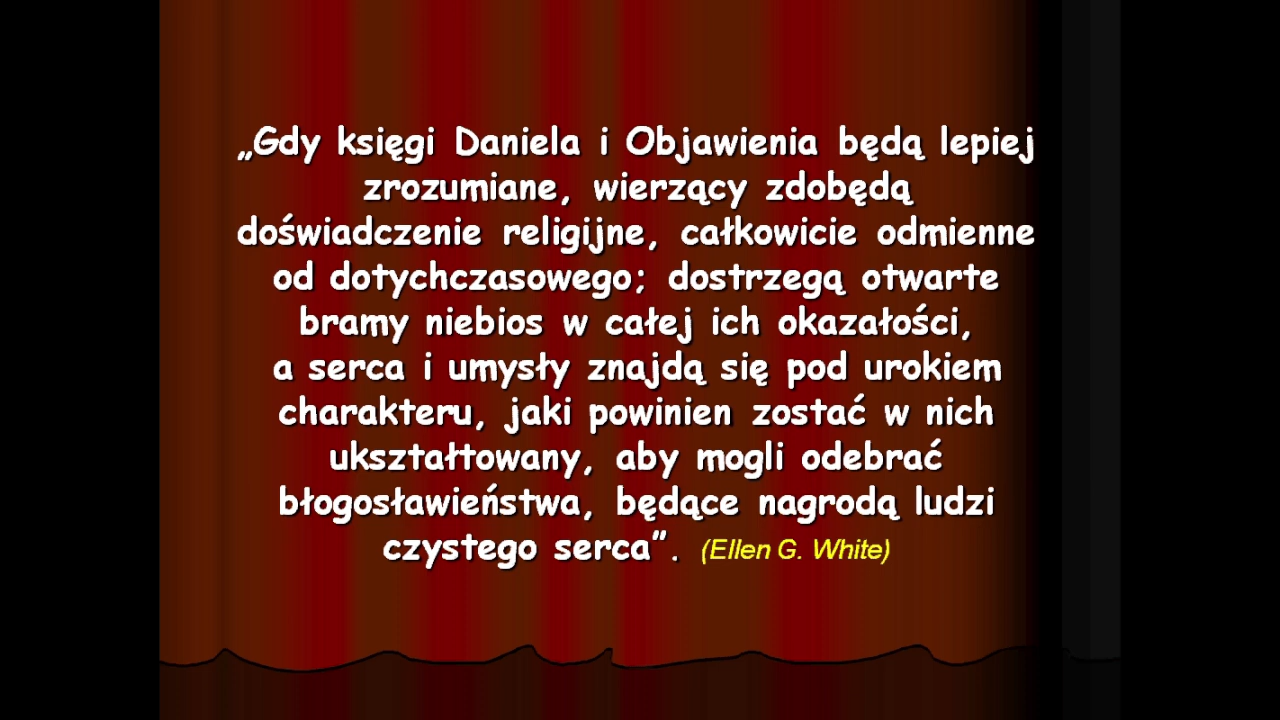 „Gdy księgi Daniela i Objawienia będą lepiej
zrozumiane, wierzący zdobędą
doświadczenie religijne, całkowicie odmienne
od dotychczasowego; dostrzegą otwarte
bramy niebios w całej ich okazałości,
a serca i umysły znajdą się pod urokiem
charakteru, jaki powinien zostać w nich
ukształtowany, aby mogli odebrać
błogosławieństwa, będące nagrodą ludzi
czystego serca”. (Ellen G. White)